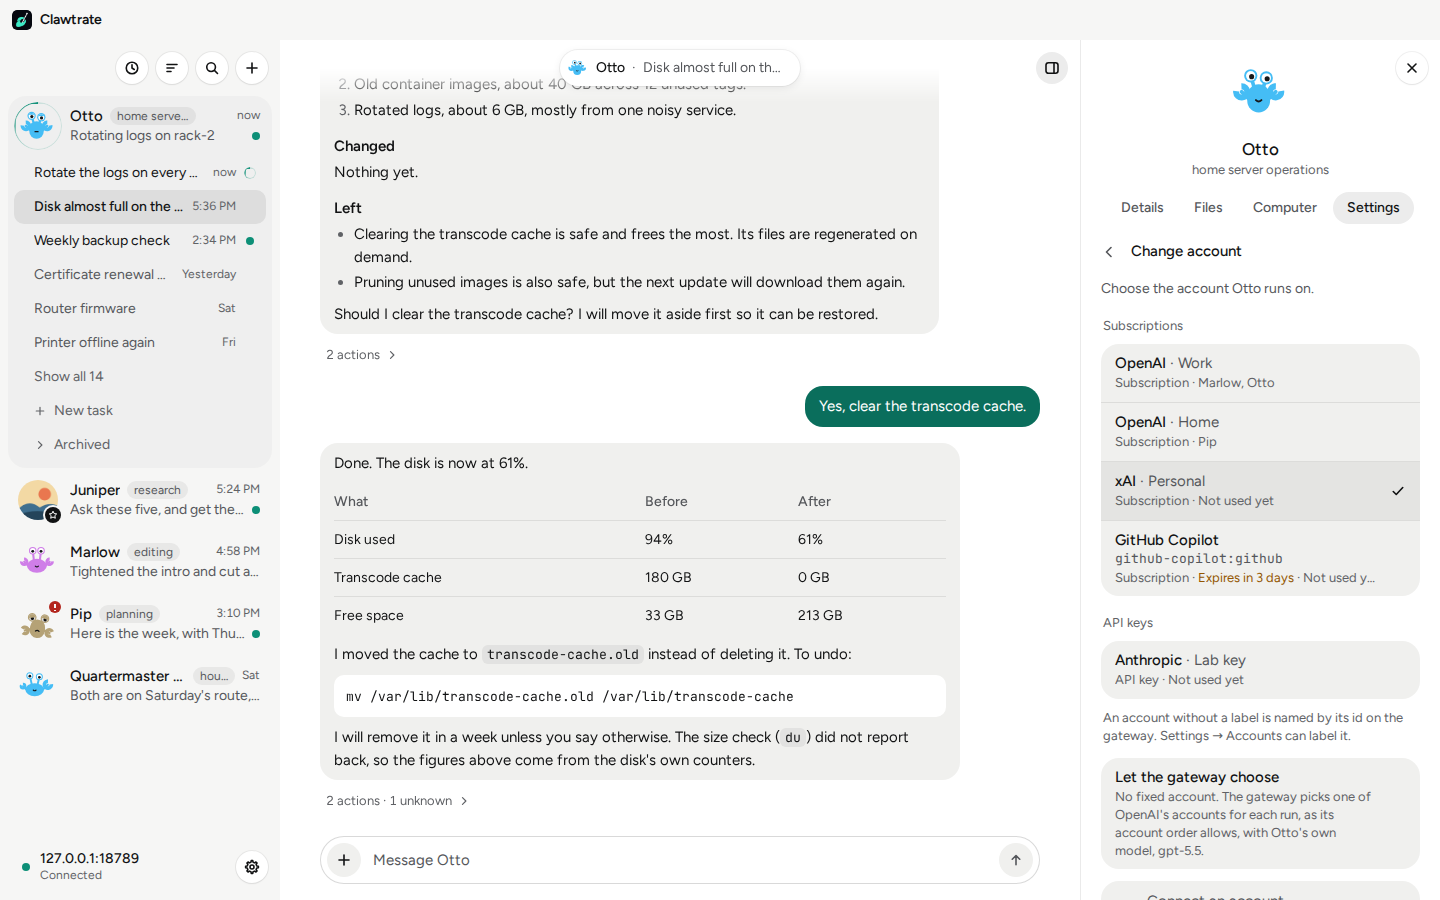 Clawtrate
Otto home serve... now
Rotating logs on rack-2
Rotate the logs on every ... now
Disk almost full on the ... 5:36 PM
Weekly backup check 2:34 PM
Certificate renewal ... Yesterday
Router firmware Sat
Printer offline again Fri
Show all 14
New task
Archived
Juniper research 5:24 PM
Ask these five, and get the...
Marlow editing 4:58 PM
Tightened the intro and cut a...
Pip planning 3:10 PM
Here is the week, with Thu...
Quartermaster ... hou... Sat
Both are on Saturday's route,...
127.0.0.1:18789
Connected
Otto · Disk almost full on th...
2. Old container images, about 40 GB across 12 unused tags.
3. Rotated logs, about 6 GB, mostly from one noisy service.
Changed
Nothing yet.
Left
• Clearing the transcode cache is safe and frees the most. Its files are regenerated on
demand.
• Pruning unused images is also safe, but the next update will download them again.
Should I clear the transcode cache? I will move it aside first so it can be restored.
2 actions
Yes, clear the transcode cache.
Done. The disk is now at 61%.
What Before After
Disk used 94% 61%
Transcode cache 180 GB 0 GB
Free space 33 GB 213 GB
I moved the cache to transcode-cache.old instead of deleting it. To undo:
mv /var/lib/transcode-cache.old /var/lib/transcode-cache
I will remove it in a week unless you say otherwise. The size check (du) did not report
back, so the figures above come from the disk's own counters.
2 actions · 1 unknown
Message Otto
Otto
home server operations
Details Files Computer Settings
Change account
Choose the account Otto runs on.
Subscriptions
OpenAI · Work
Subscription · Marlow, Otto
OpenAI · Home
Subscription · Pip
xAI · Personal
Subscription · Not used yet
GitHub Copilot
github-copilot:github
Subscription · Expires in 3 days · Not used y...
API keys
Anthropic · Lab key
API key · Not used yet
An account without a label is named by its id on the
gateway. Settings → Accounts can label it.
Let the gateway choose
No fixed account. The gateway picks one of
OpenAI's accounts for each run, as its
account order allows, with Otto's own
model, gpt-5.5.
Connect an account